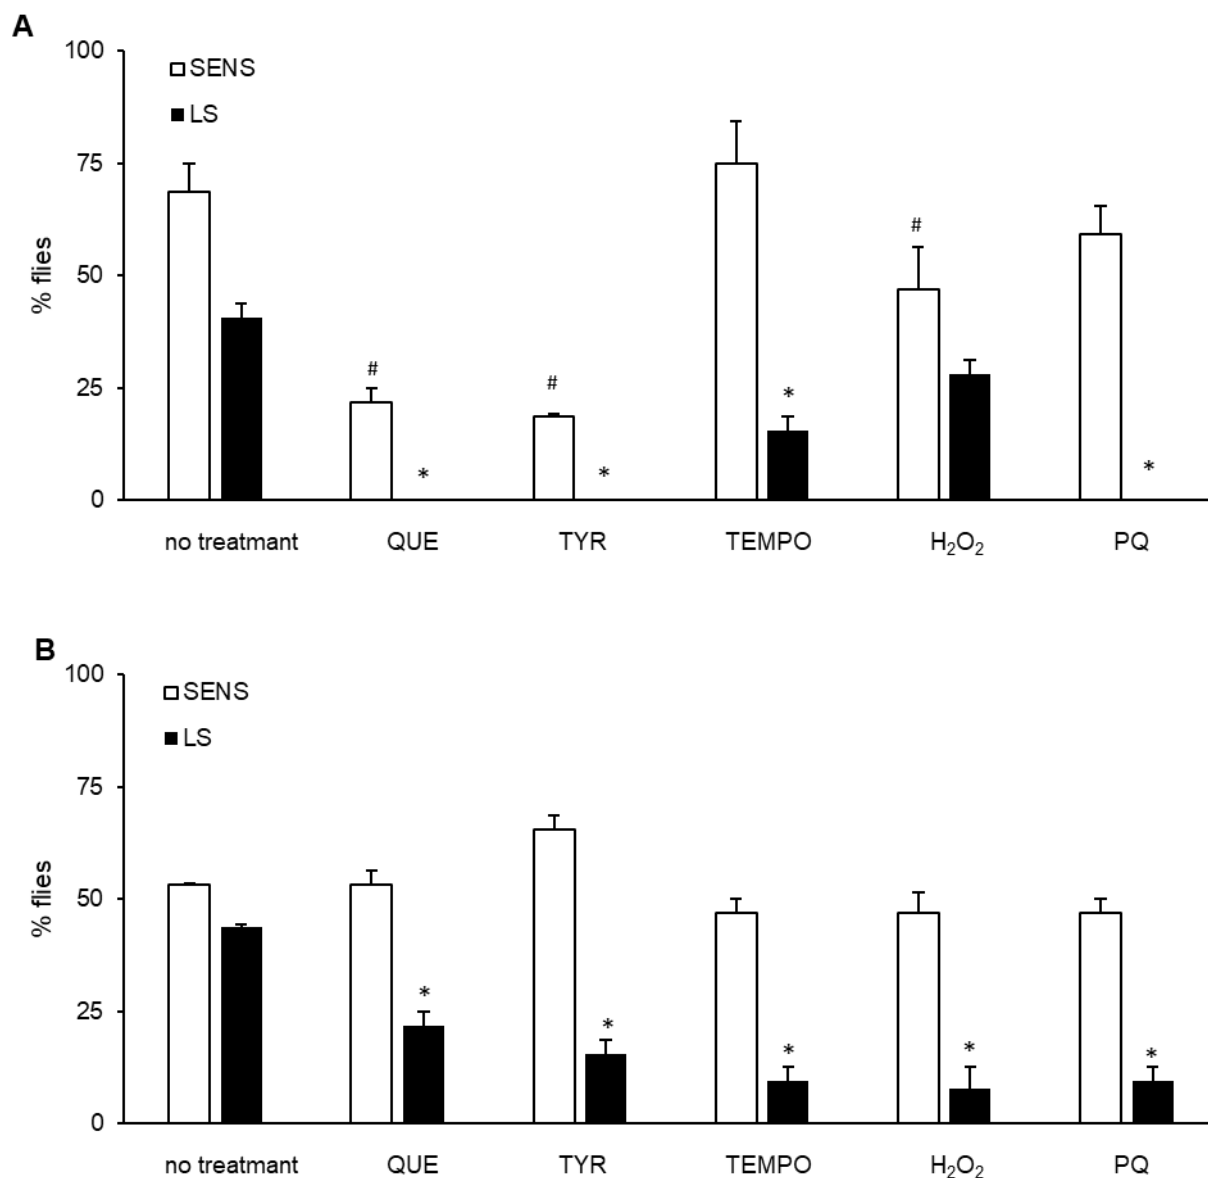 A
100
SENS
LS
75
50
25
0
% flies
#
*
#
*
*
#
*
no treatmant QUE TYR TEMPO H₂O₂ PQ
B
100
SENS
LS
75
50
25
0
% flies
*
*
*
*
*
no treatmant QUE TYR TEMPO H₂O₂ PQ